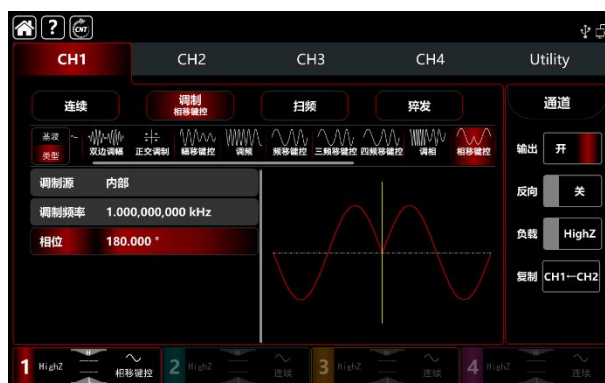 ? CNT
CH1 CH2 CH3 CH4 Utility
连续 调制 扫频 猝发 通道
相移键控
基波 双边调幅 正交调制 幅移键控 调频 频移键控 三频移键控 四频移键控 调相 相移键控
类型
输出 开
调制源 内部
反向 关
调制频率 1.000,000,000 kHz
相位 180.000 °
负载 HighZ
复制 CH1←CH2
1 HighZ 相移键控 2 HighZ 连续 3 HighZ 连续 4 HighZ 连续